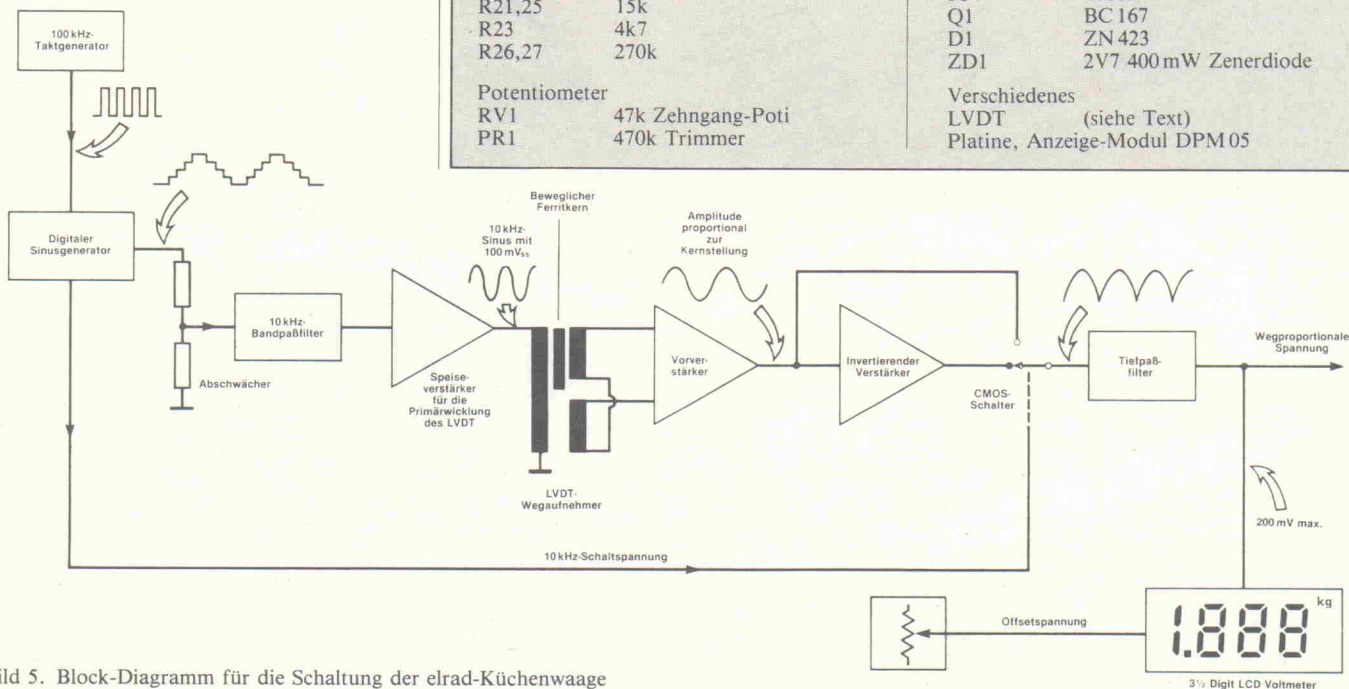 R21,25 15k
R23 4k7
R26,27 270k
Potentiometer
RV1 47k Zehngang-Poti
PR1 470k Trimmer
Q1 BC 167
D1 ZN 423
ZD1 2V7 400 mW Zenerdiode
Verschiedenes
LVDT (siehe Text)
Platine, Anzeige-Modul DPM 05
100 kHz-
Taktgenerator
Digitaler
Sinusgenerator
Abschwächer
10 kHz-
Bandpaßfilter
Speise-
verstärker
für die
Primärwicklung
des LVDT
10 kHz-
Sinus mit
100 mVss
Beweglicher
Ferritkern
LVDT-
Wegaufnehmer
Vorver-
stärker
Amplitude
proportional
zur
Kernstellung
Invertierender
Verstärker
CMOS-
Schalter
Tiefpaß-
filter
Wegproportionale
Spannung
200 mV max.
10 kHz-Schaltspannung
Offsetspannung
1.888 kg
3½ Digit LCD Voltmeter
ild 5. Block-Diagramm für die Schaltung der elrad-Küchenwaage